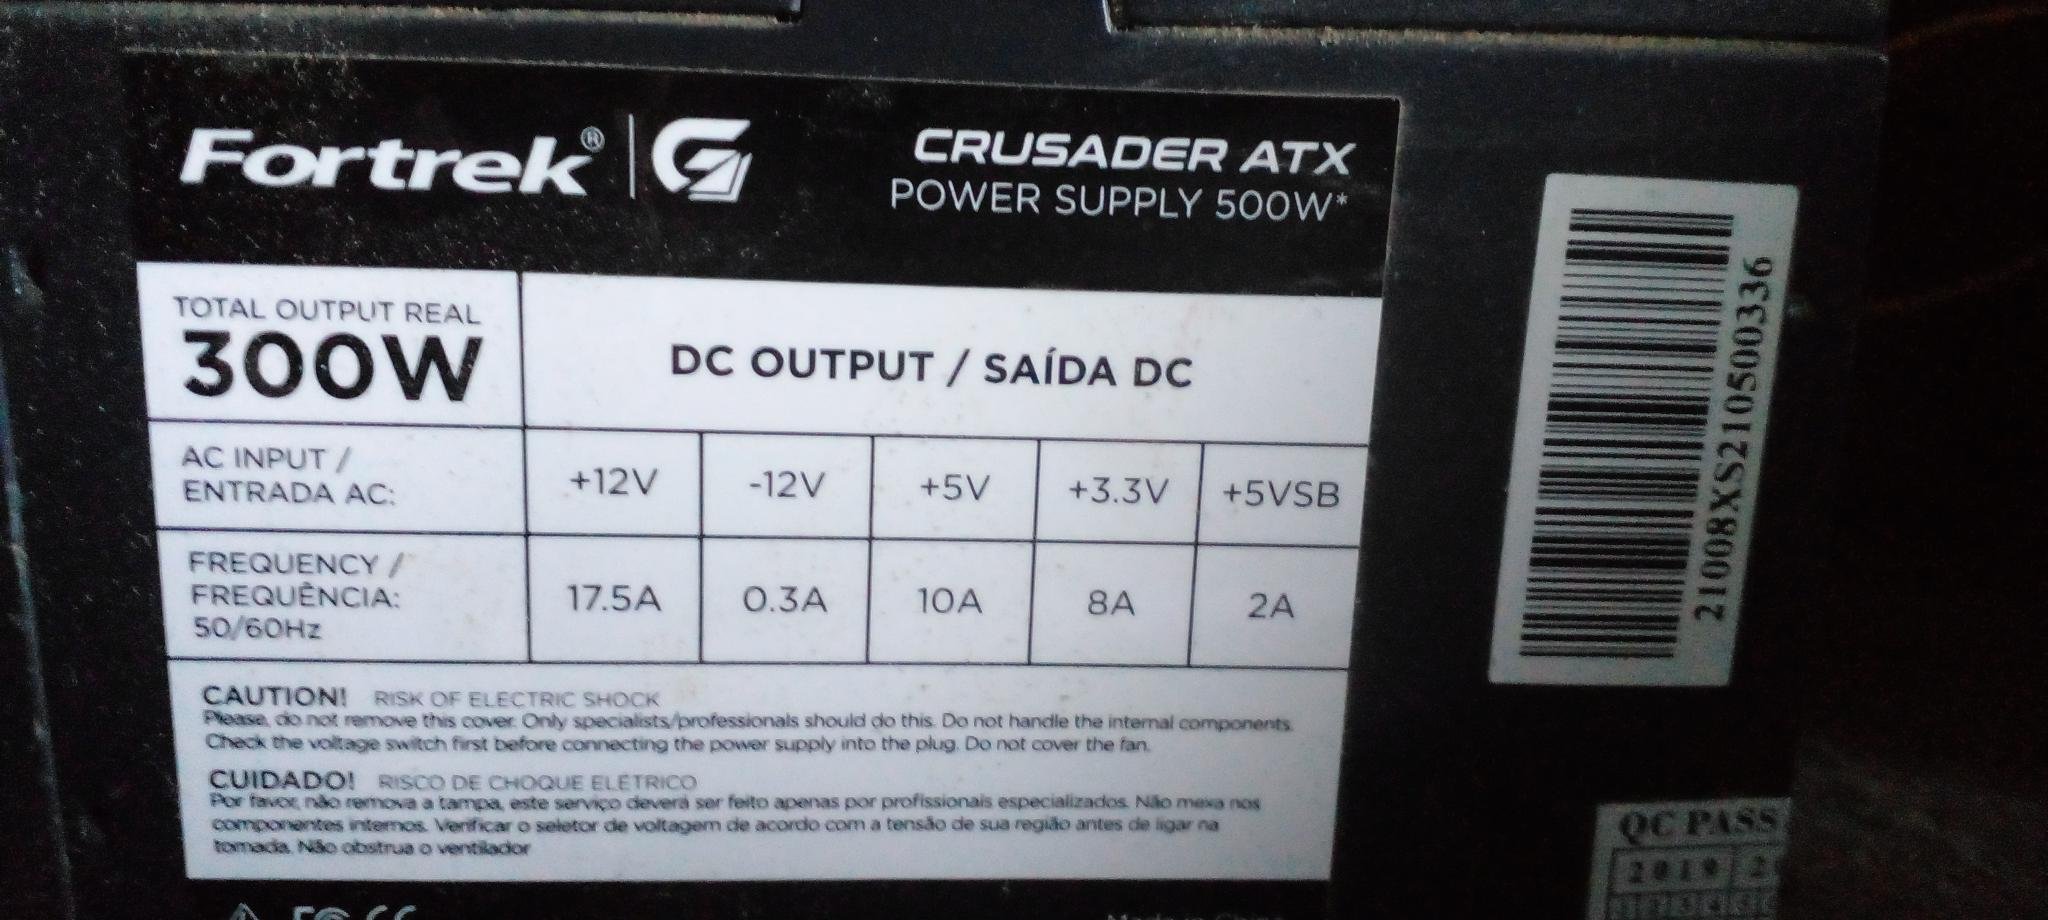 Fortrek®
CRUSADER ATX
POWER SUPPLY 500W*
TOTAL OUTPUT REAL
300W
DC OUTPUT / SAÍDA DC
AC INPUT /
ENTRADA AC:
+12V -12V +5V +3.3V +5VSB
FREQUENCY /
FREQUÊNCIA:
50/60Hz
17.5A 0.3A 10A 8A 2A
CAUTION! RISK OF ELECTRIC SHOCK
Please, do not remove this cover. Only specialists/professionals should do this. Do not handle the internal components.
Check the voltage switch first before connecting the power supply into the plug. Do not cover the fan.
CUIDADO! RISCO DE CHOQUE ELÉTRICO
Por favor, não remova a tampa, este serviço deverá ser feito apenas por profissionais especializados. Não mexa nos
componentes internos. Verificar o seletor de voltagem de acordo com a tensão de sua região antes de ligar na
tomada. Não obstrua o ventilador
21008XS210500336
QC PASS
2019